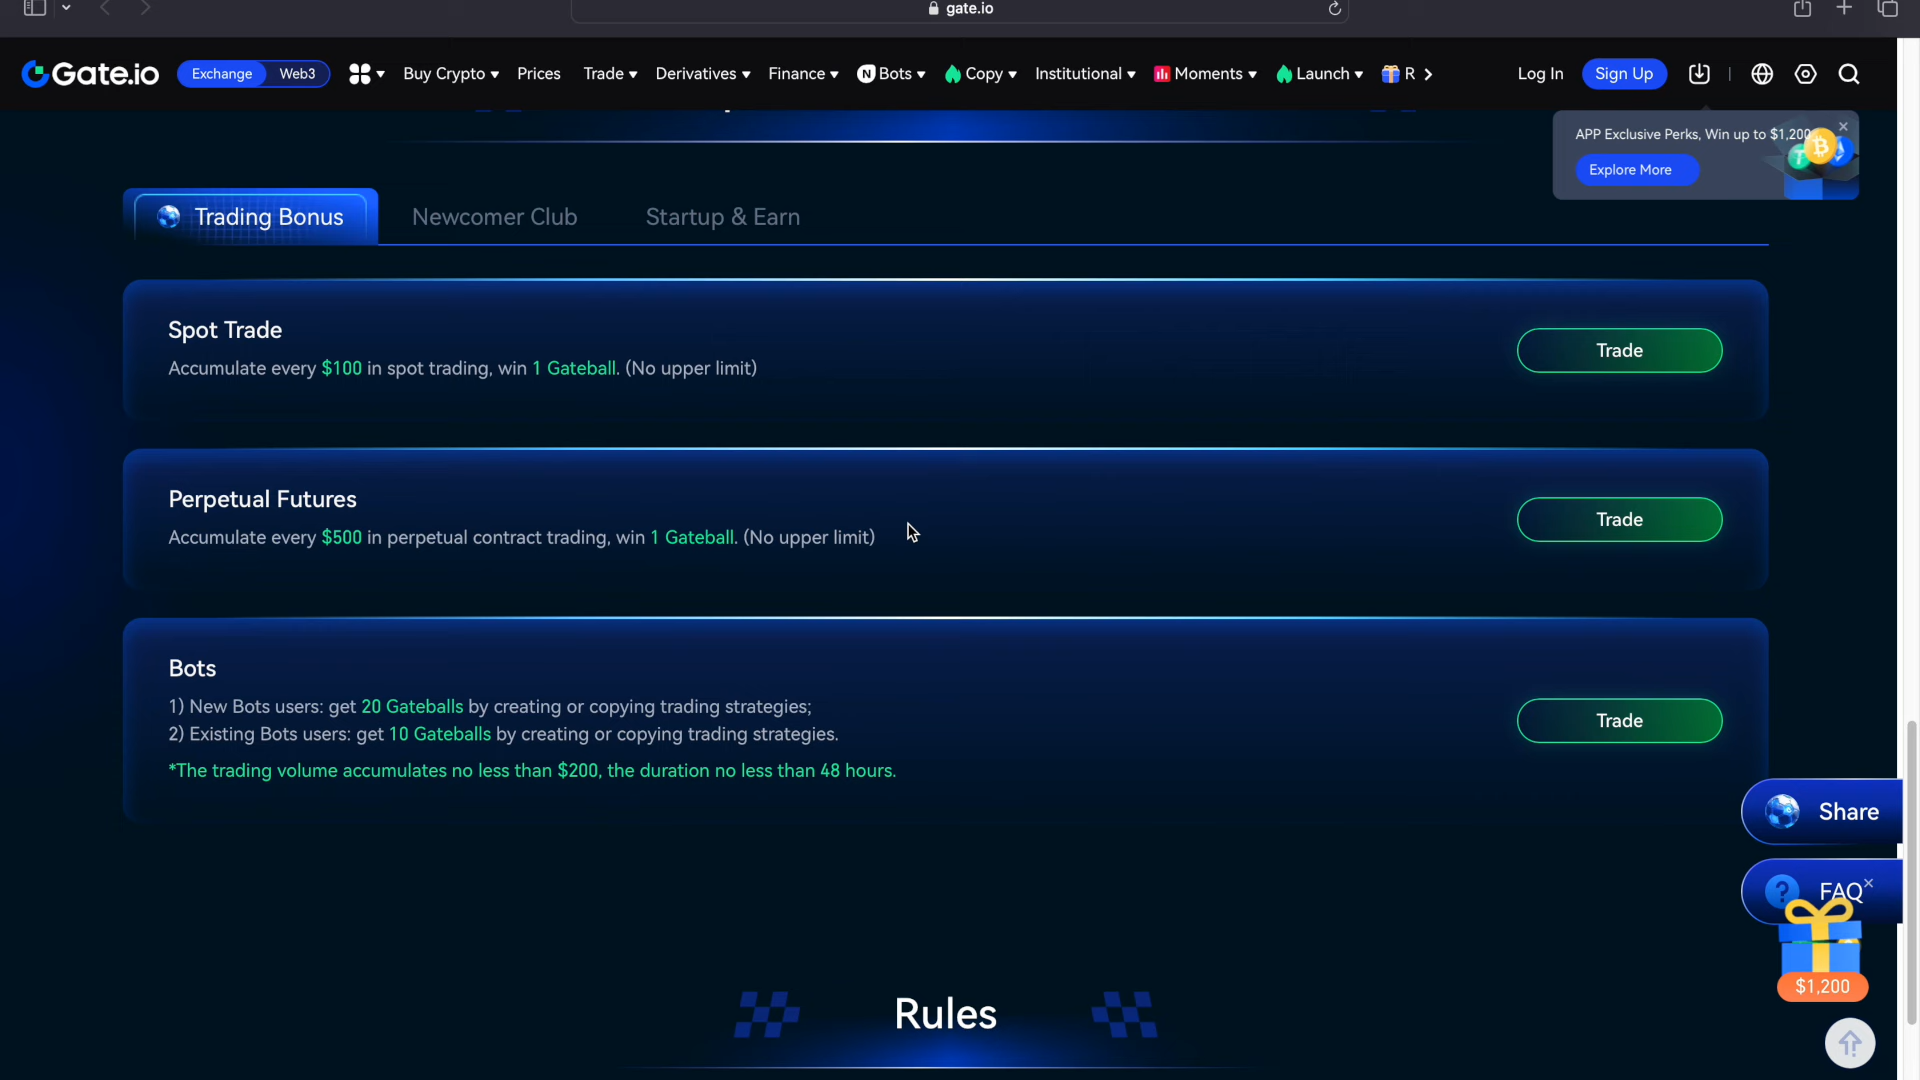 gate.io
Gate.io
Exchange Web3 Buy Crypto Prices Trade Derivatives Finance Bots Copy Institutional Moments Launch R Log In Sign Up
APP Exclusive Perks, Win up to $1,200
Explore More
Trading Bonus Newcomer Club Startup & Earn
Spot Trade
Accumulate every $100 in spot trading, win 1 Gateball. (No upper limit)
Trade
Perpetual Futures
Accumulate every $500 in perpetual contract trading, win 1 Gateball. (No upper limit)
Trade
Bots
1) New Bots users: get 20 Gateballs by creating or copying trading strategies;
2) Existing Bots users: get 10 Gateballs by creating or copying trading strategies.
*The trading volume accumulates no less than $200, the duration no less than 48 hours.
Trade
Share
FAQ
$1,200
Rules